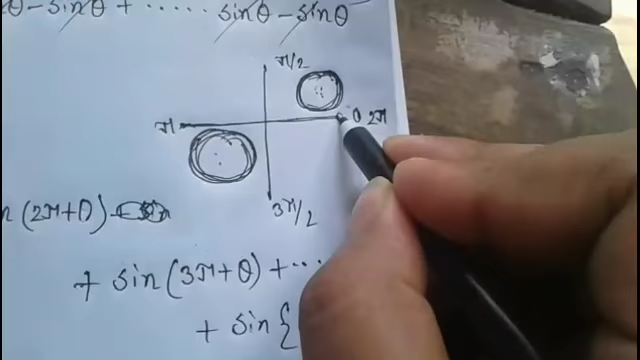 θ - sinθ + ...... sinθ - sinθ
π/2
π
0 2π
3π/2
(2π+θ)
+ sin(3π+θ) + ...
+ sin {